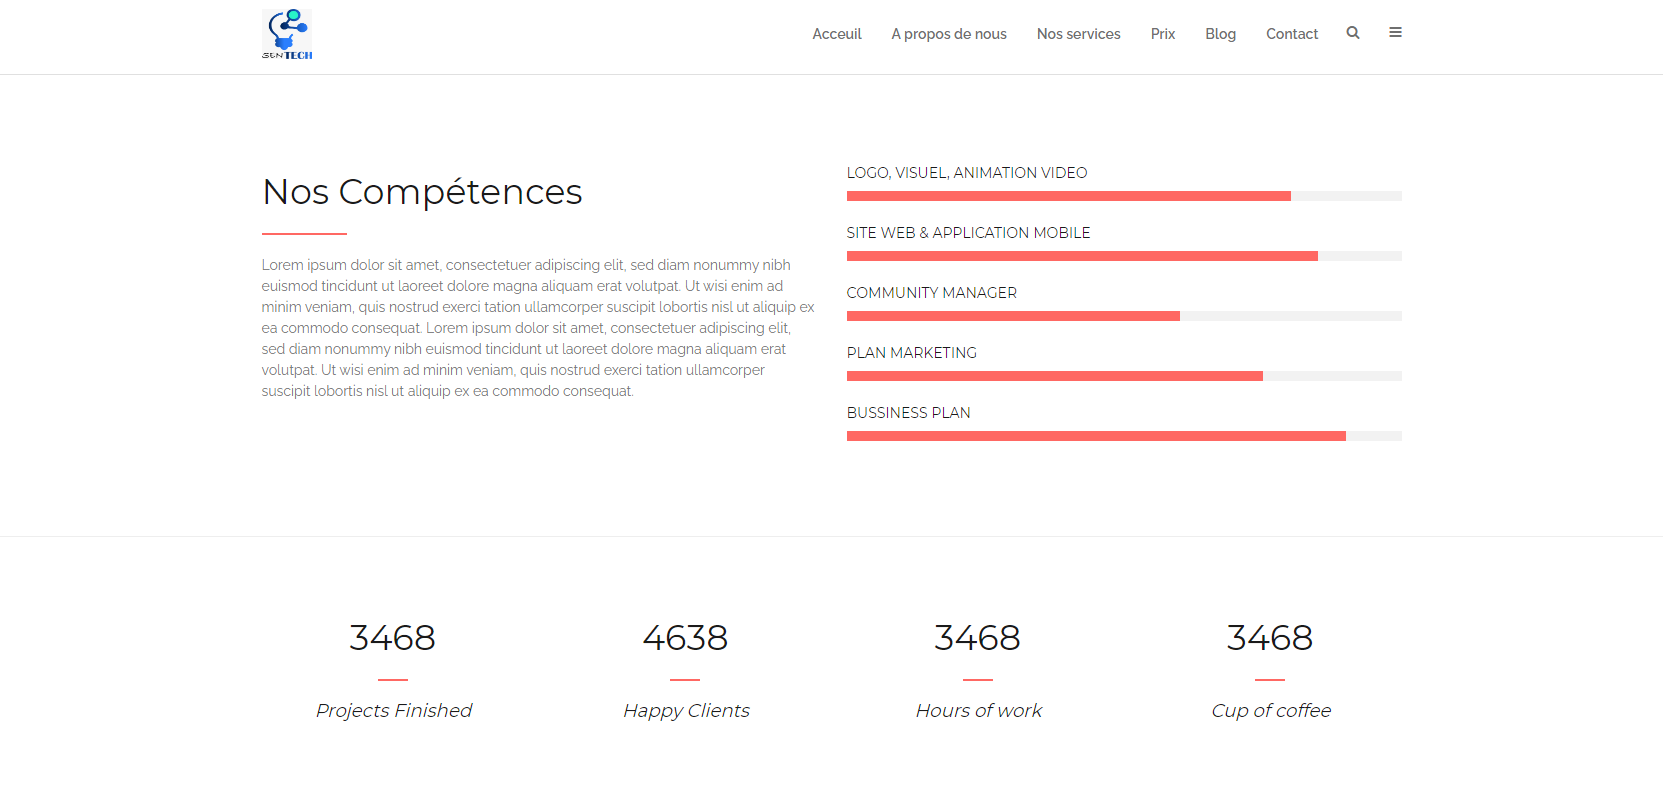 SENTECH
Acceuil A propos de nous Nos services Prix Blog Contact
Nos Compétences
Lorem ipsum dolor sit amet, consectetuer adipiscing elit, sed diam nonummy nibh
euismod tincidunt ut laoreet dolore magna aliquam erat volutpat. Ut wisi enim ad
minim veniam, quis nostrud exerci tation ullamcorper suscipit lobortis nisl ut aliquip ex
ea commodo consequat. Lorem ipsum dolor sit amet, consectetuer adipiscing elit,
sed diam nonummy nibh euismod tincidunt ut laoreet dolore magna aliquam erat
volutpat. Ut wisi enim ad minim veniam, quis nostrud exerci tation ullamcorper
suscipit lobortis nisl ut aliquip ex ea commodo consequat.
LOGO, VISUEL, ANIMATION VIDEO
SITE WEB & APPLICATION MOBILE
COMMUNITY MANAGER
PLAN MARKETING
BUSSINESS PLAN
3468
Projects Finished
4638
Happy Clients
3468
Hours of work
3468
Cup of coffee